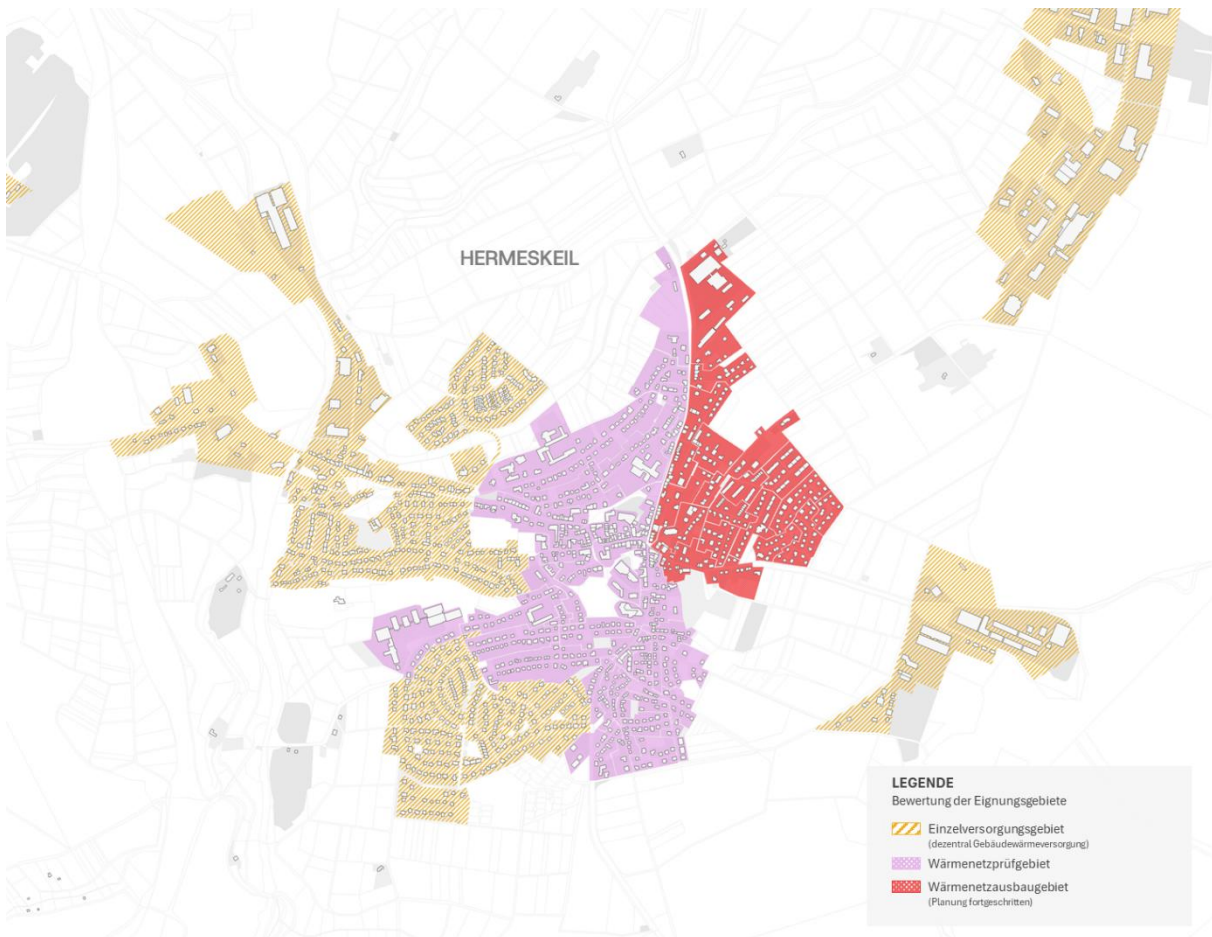 HERMESKEIL
LEGENDE
Bewertung der Eignungsgebiete
Einzelversorgungsgebiet
(dezentral Gebäudewärmeversorgung)
Wärmenetzprüfgebiet
Wärmenetzausbaugebiet
(Planung fortgeschritten)